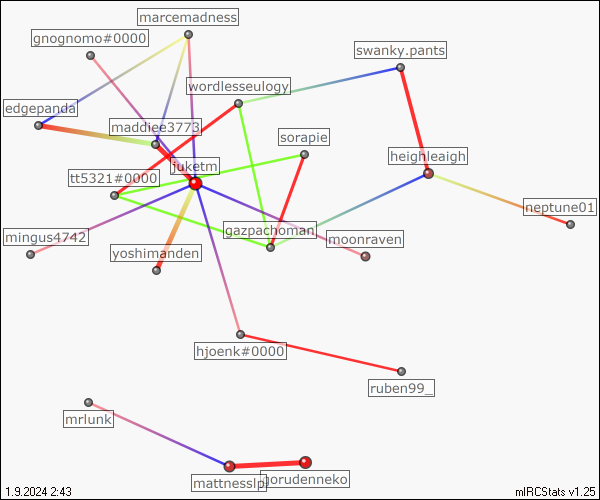 marcemadness
gnognomo#0000
swanky.pants
wordlesseulogy
edgepanda
maddiee3773
sorapie
heighleaigh
juketm
tt5321#0000
neptune01
gazpachoman
mingus4742
moonraven
yoshimanden
hjoenk#0000
ruben99_
mrlunk
mattnesslp
gorudenneko
1.9.2024 2:43
mIRCStats v1.25